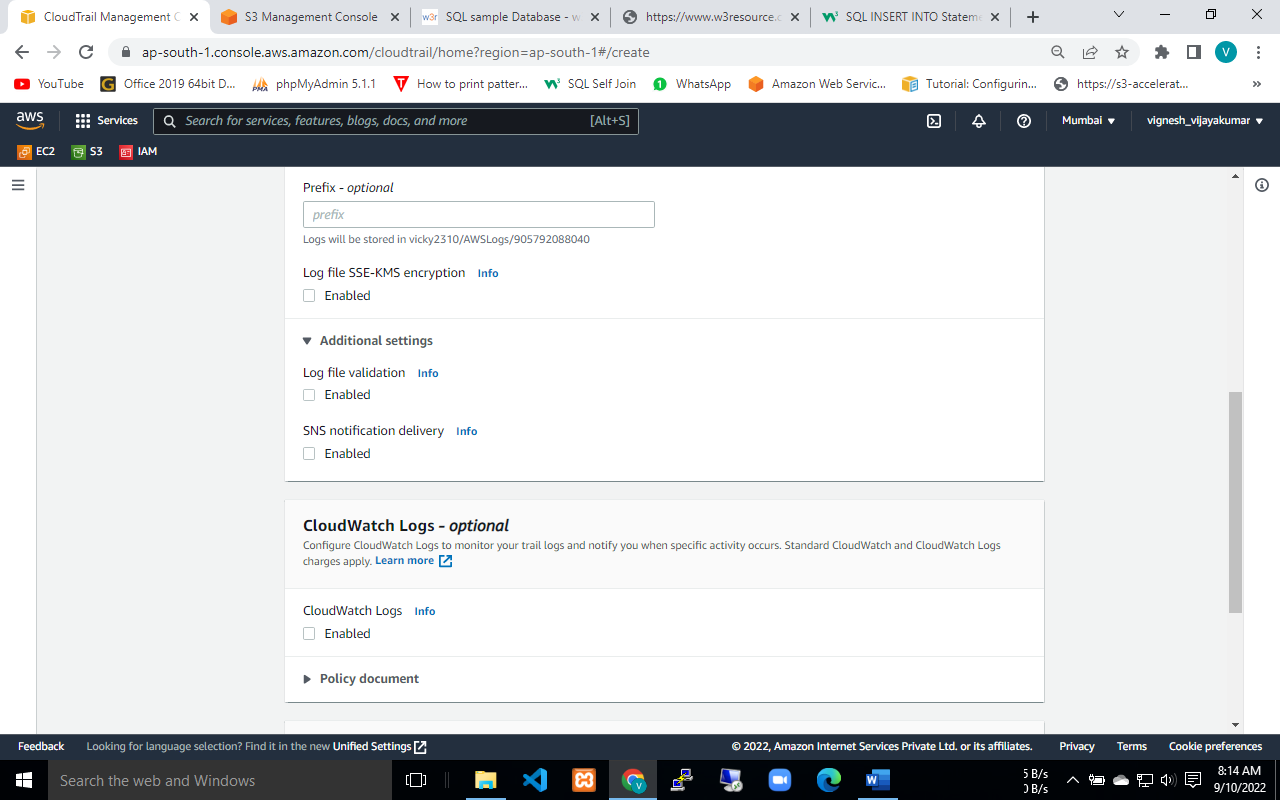 CloudTrail Management C
S3 Management Console
w3r SQL sample Database - w
https://www.w3resource.c
SQL INSERT INTO Stateme
ap-south-1.console.aws.amazon.com/cloudtrail/home?region=ap-south-1#/create
V
YouTube
Office 2019 64bit D...
phpMyAdmin 5.1.1
How to print patter...
SQL Self Join
WhatsApp
Amazon Web Servic...
Tutorial: Configurin...
https://s3-accelerat...
»
aws
Services
Search for services, features, blogs, docs, and more [Alt+S]
Mumbai
vignesh_vijayakumar
EC2
S3
IAM
Prefix - optional
prefix
Logs will be stored in vicky2310/AWSLogs/905792088040
Log file SSE-KMS encryption Info
Enabled
Additional settings
Log file validation Info
Enabled
SNS notification delivery Info
Enabled
CloudWatch Logs - optional
Configure CloudWatch Logs to monitor your trail logs and notify you when specific activity occurs. Standard CloudWatch and CloudWatch Logs
charges apply. Learn more
CloudWatch Logs Info
Enabled
Policy document
Feedback
Looking for language selection? Find it in the new Unified Settings
© 2022, Amazon Internet Services Private Ltd. or its affiliates.
Privacy
Terms
Cookie preferences
Search the web and Windows
5 B/s
0 B/s
8:14 AM
9/10/2022